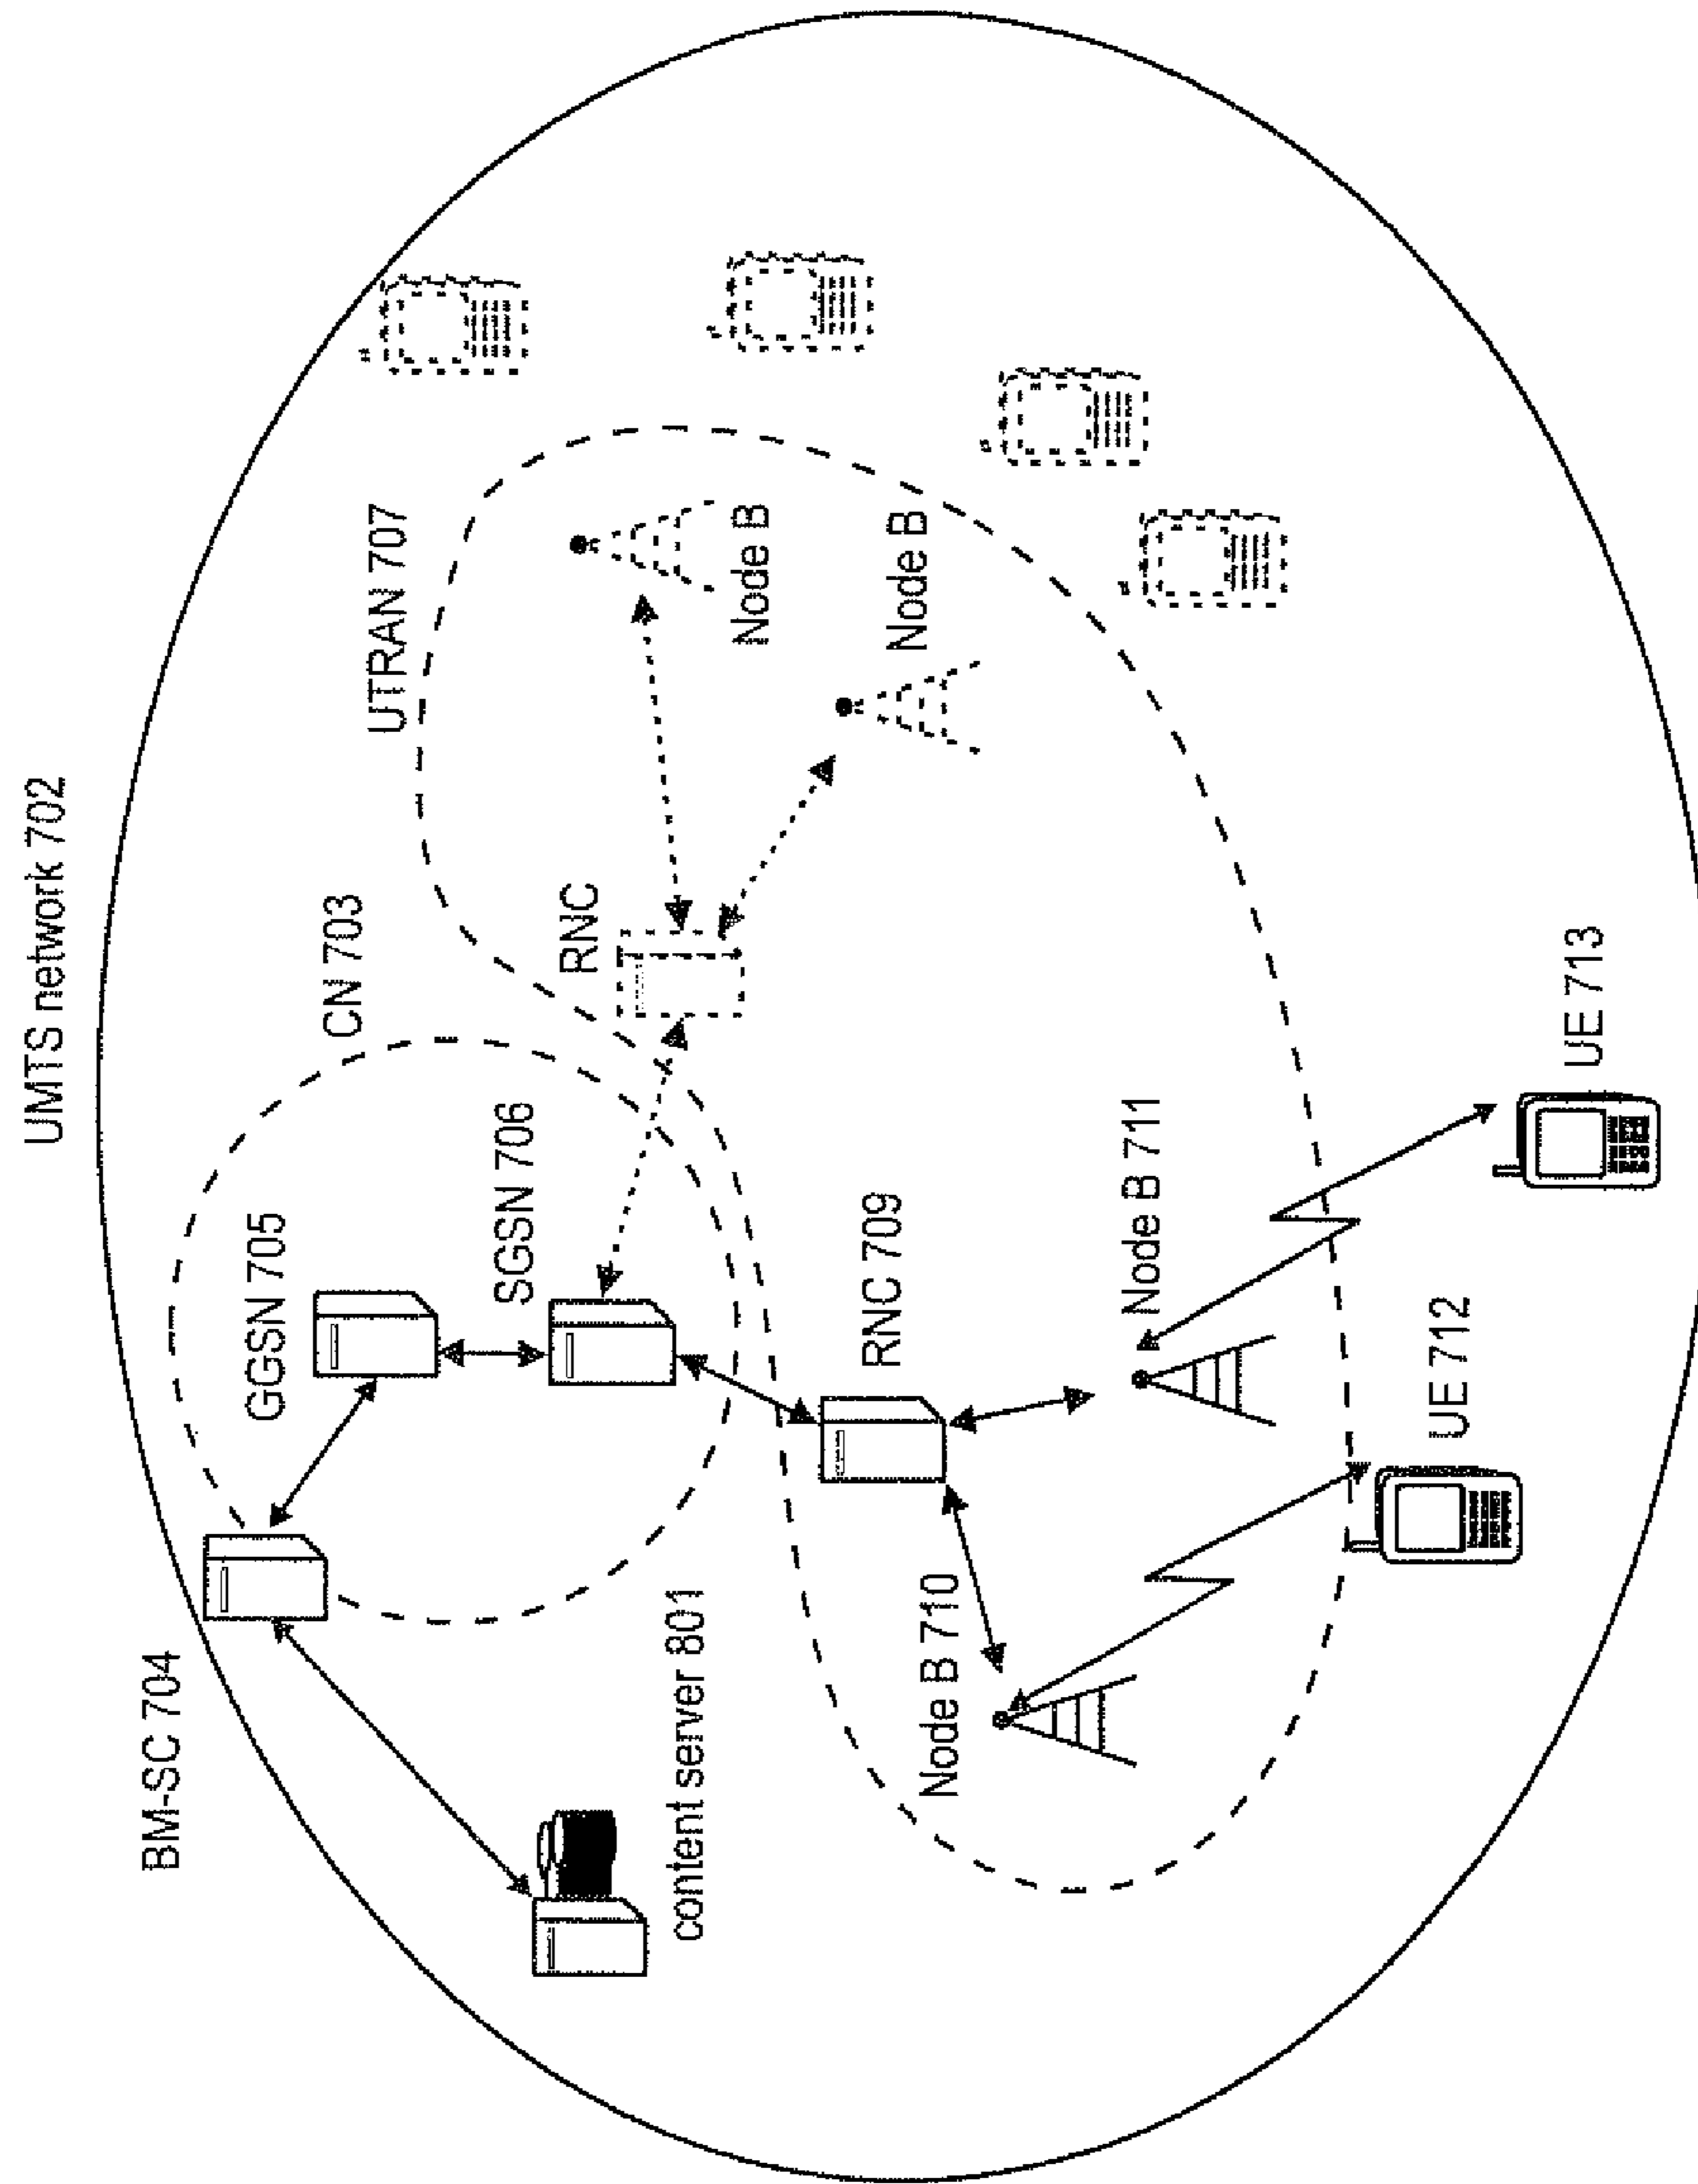 UMTS network 702
CN 703
UTRAN 707
BM-SC 704
GGSN 705
SGSN 706
RNC
Node B
Node B
content server 801
RNC 709
Node B 710
Node B 711
UE 712
UE 713